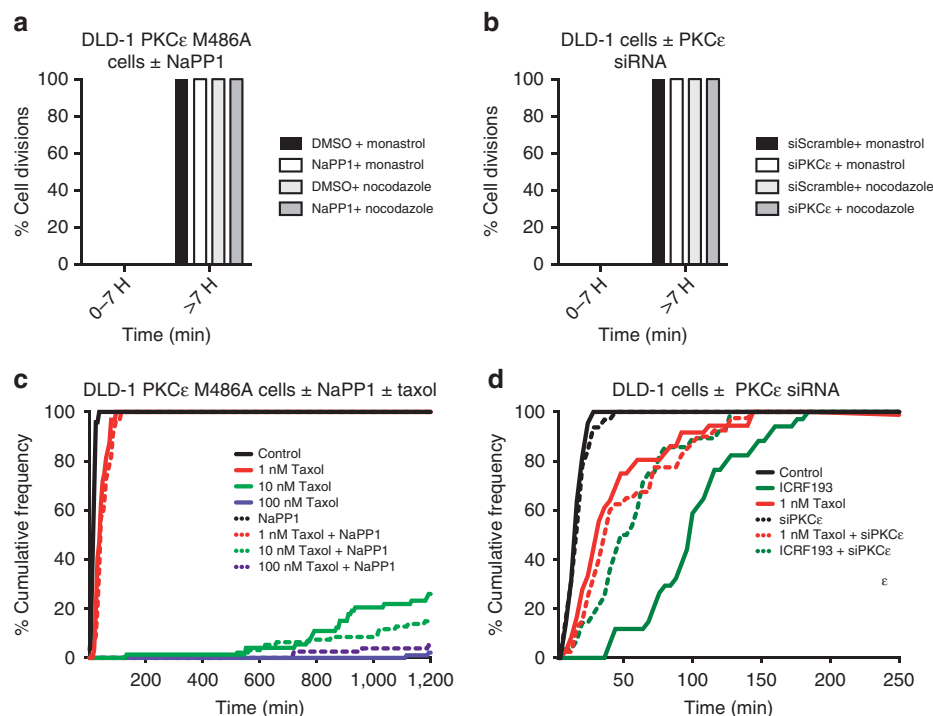 a
DLD-1 PKCε M486A
cells ± NaPP1
% Cell divisions
100
80
60
40
20
0
0–7 H
>7 H
Time (min)
DMSO + monastrol
NaPP1+ monastrol
DMSO+ nocodazole
NaPP1+ nocodazole
b
DLD-1 cells ± PKCε
siRNA
% Cell divisions
100
80
60
40
20
0
0–7 H
>7 H
Time (min)
siScramble+ monastrol
siPKCε + monastrol
siScramble+ nocodazole
siPKCε + nocodazole
c
DLD-1 PKCε M486A cells ± NaPP1 ± taxol
% Cumulative frequency
100
80
60
40
20
0
200
400
600
800
1,000
1,200
Time (min)
Control
1 nM Taxol
10 nM Taxol
100 nM Taxol
NaPP1
1 nM Taxol + NaPP1
10 nM Taxol + NaPP1
100 nM Taxol + NaPP1
d
DLD-1 cells ± PKCε siRNA
% Cumulative frequency
100
80
60
40
20
0
50
100
150
200
250
Time (min)
Control
ICRF193
1 nM Taxol
siPKCε
1 nM Taxol + siPKCε
ICRF193 + siPKCε
ε